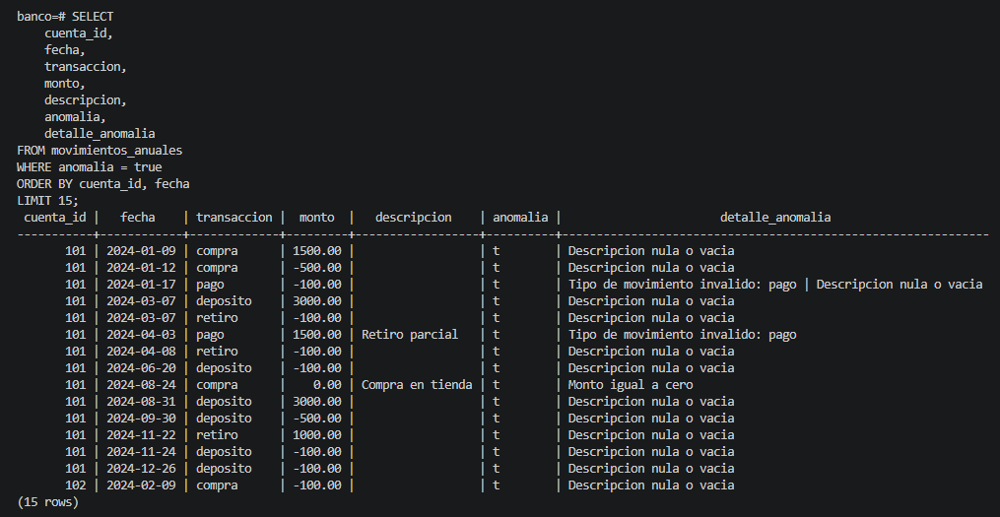 banco=# SELECT
    cuenta_id,
    fecha,
    transaccion,
    monto,
    descripcion,
    anomalia,
    detalle_anomalia
FROM movimientos_anuales
WHERE anomalia = true
ORDER BY cuenta_id, fecha
LIMIT 15;
 cuenta_id |   fecha    | transaccion |  monto  |   descripcion    | anomalia |                      detalle_anomalia
-----------+------------+-------------+---------+------------------+----------+------------------------------------------------------------
       101 | 2024-01-09 | compra      | 1500.00 |                  | t        | Descripcion nula o vacia
       101 | 2024-01-12 | compra      | -500.00 |                  | t        | Descripcion nula o vacia
       101 | 2024-01-17 | pago        | -100.00 |                  | t        | Tipo de movimiento invalido: pago | Descripcion nula o vacia
       101 | 2024-03-07 | deposito    | 3000.00 |                  | t        | Descripcion nula o vacia
       101 | 2024-03-07 | retiro      | -100.00 |                  | t        | Descripcion nula o vacia
       101 | 2024-04-03 | pago        | 1500.00 | Retiro parcial   | t        | Tipo de movimiento invalido: pago
       101 | 2024-04-08 | retiro      | -100.00 |                  | t        | Descripcion nula o vacia
       101 | 2024-06-20 | deposito    | -100.00 |                  | t        | Descripcion nula o vacia
       101 | 2024-08-24 | compra      |    0.00 | Compra en tienda | t        | Monto igual a cero
       101 | 2024-08-31 | deposito    | 3000.00 |                  | t        | Descripcion nula o vacia
       101 | 2024-09-30 | deposito    | -500.00 |                  | t        | Descripcion nula o vacia
       101 | 2024-11-22 | retiro      | 1000.00 |                  | t        | Descripcion nula o vacia
       101 | 2024-11-24 | deposito    | -100.00 |                  | t        | Descripcion nula o vacia
       101 | 2024-12-26 | deposito    | -100.00 |                  | t        | Descripcion nula o vacia
       102 | 2024-02-09 | compra      | -100.00 |                  | t        | Descripcion nula o vacia
(15 rows)